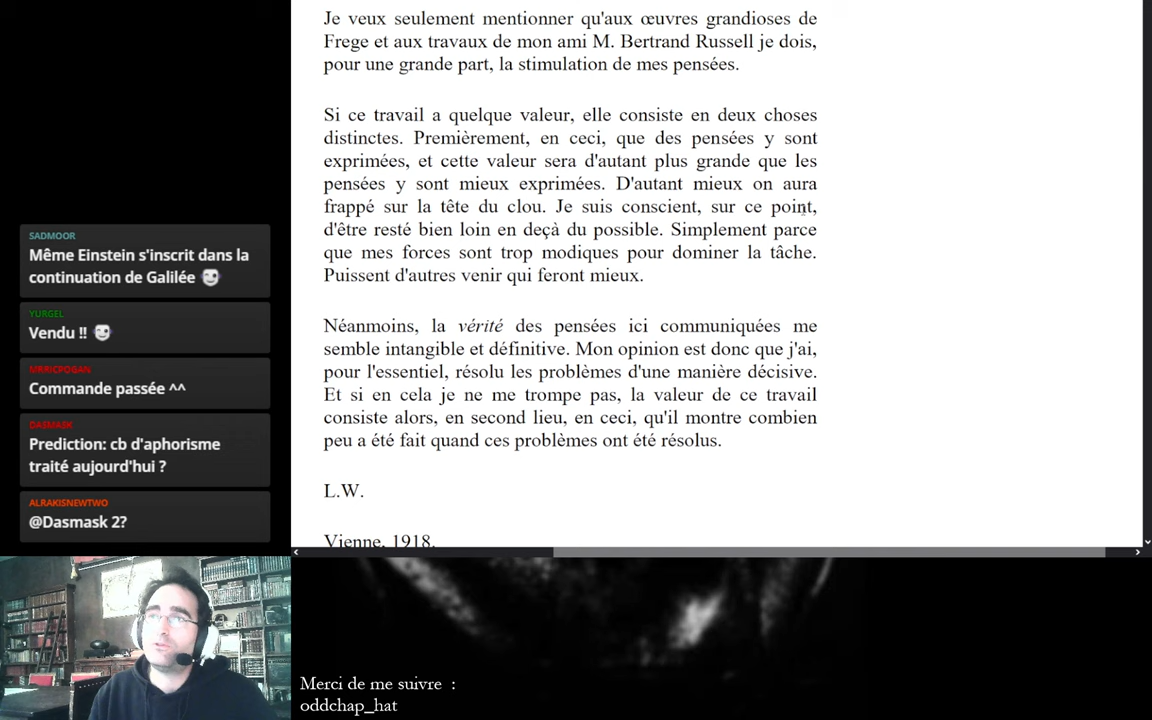 Je veux seulement mentionner qu'aux œuvres grandioses de
Frege et aux travaux de mon ami M. Bertrand Russell je dois,
pour une grande part, la stimulation de mes pensées.
Si ce travail a quelque valeur, elle consiste en deux choses
distinctes. Premièrement, en ceci, que des pensées y sont
exprimées, et cette valeur sera d'autant plus grande que les
pensées y sont mieux exprimées. D'autant mieux on aura
frappé sur la tête du clou. Je suis conscient, sur ce point,
d'être resté bien loin en deçà du possible. Simplement parce
que mes forces sont trop modiques pour dominer la tâche.
Puissent d'autres venir qui feront mieux.
Néanmoins, la vérité des pensées ici communiquées me
semble intangible et définitive. Mon opinion est donc que j'ai,
pour l'essentiel, résolu les problèmes d'une manière décisive.
Et si en cela je ne me trompe pas, la valeur de ce travail
consiste alors, en second lieu, en ceci, qu'il montre combien
peu a été fait quand ces problèmes ont été résolus.
L.W.
Vienne, 1918.
SADMOOR
Même Einstein s'inscrit dans la
continuation de Galilée
YURGEL
Vendu !!
Commande passée ^^
DASMASK
Prediction: cb d'aphorisme
traité aujourd'hui ?
ALRAKISNEWTWO
@Dasmask 2?
Merci de me suivre :
oddchap_hat